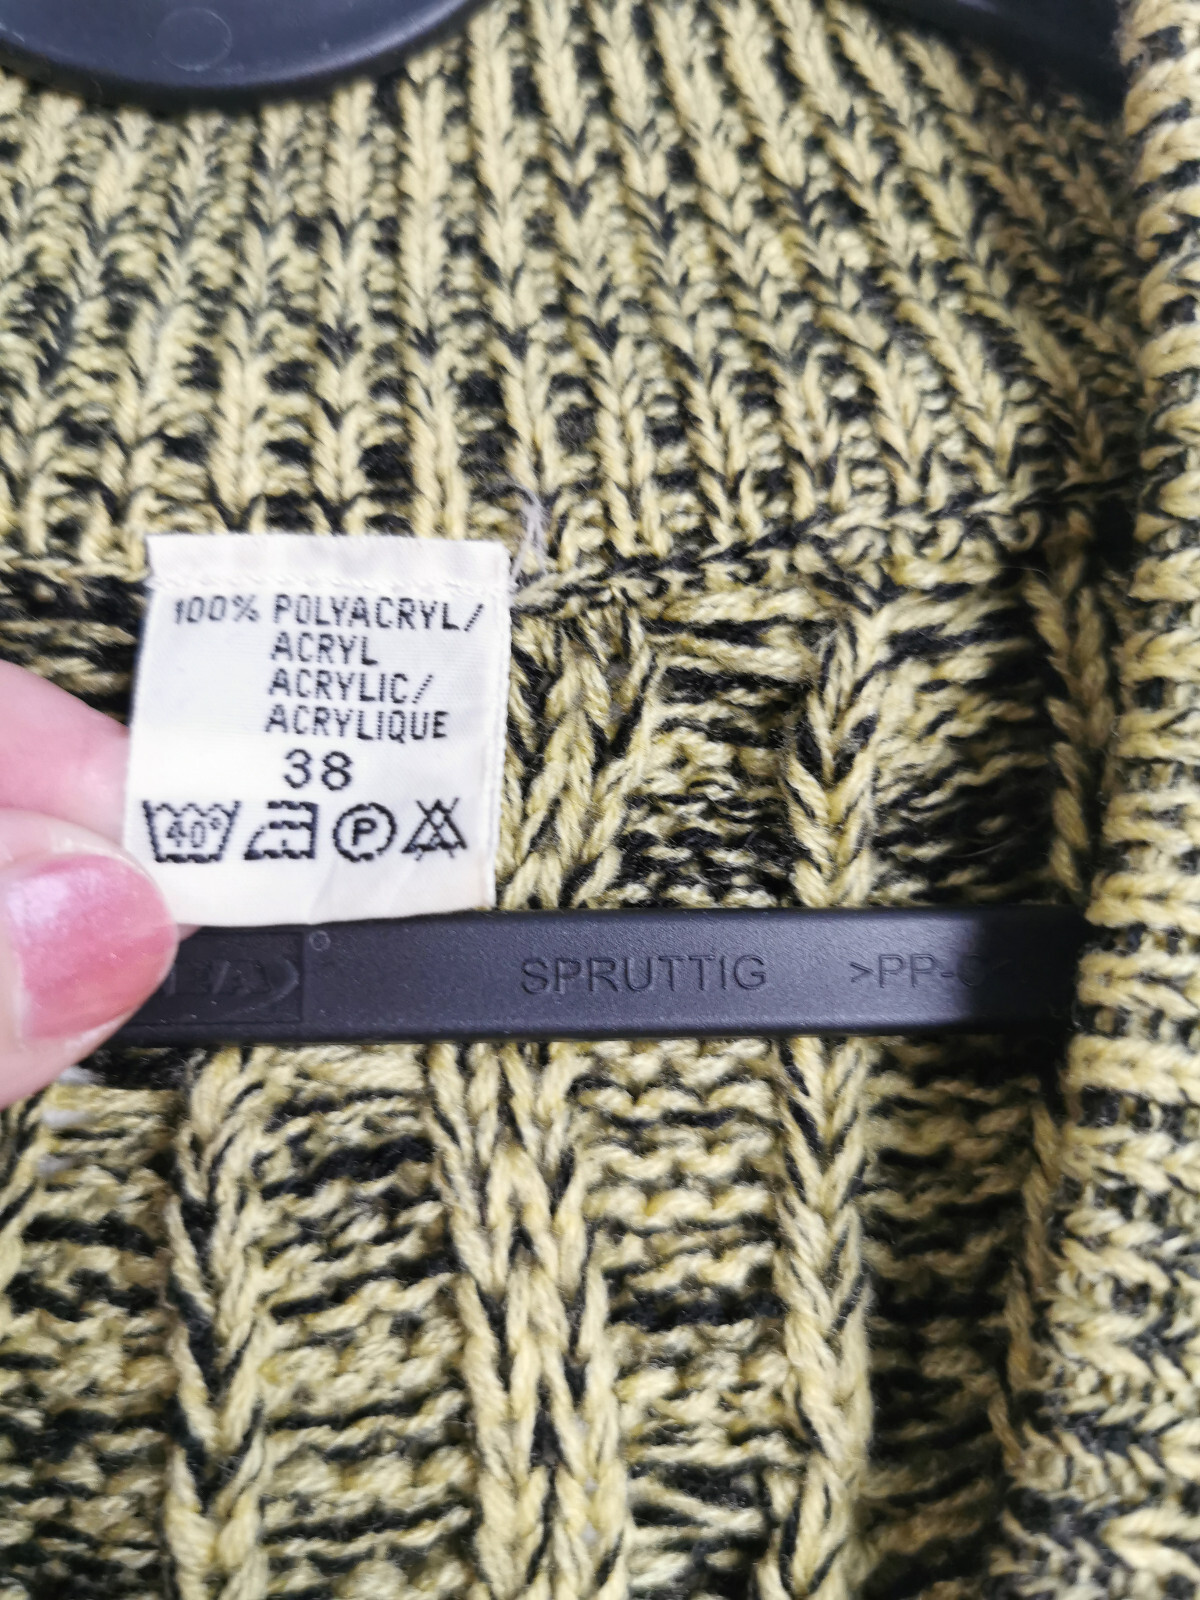 100% POLYACRYL/
ACRYL
ACRYLIC/
ACRYLIQUE
38
40° P
SPRUTTIG >PP-